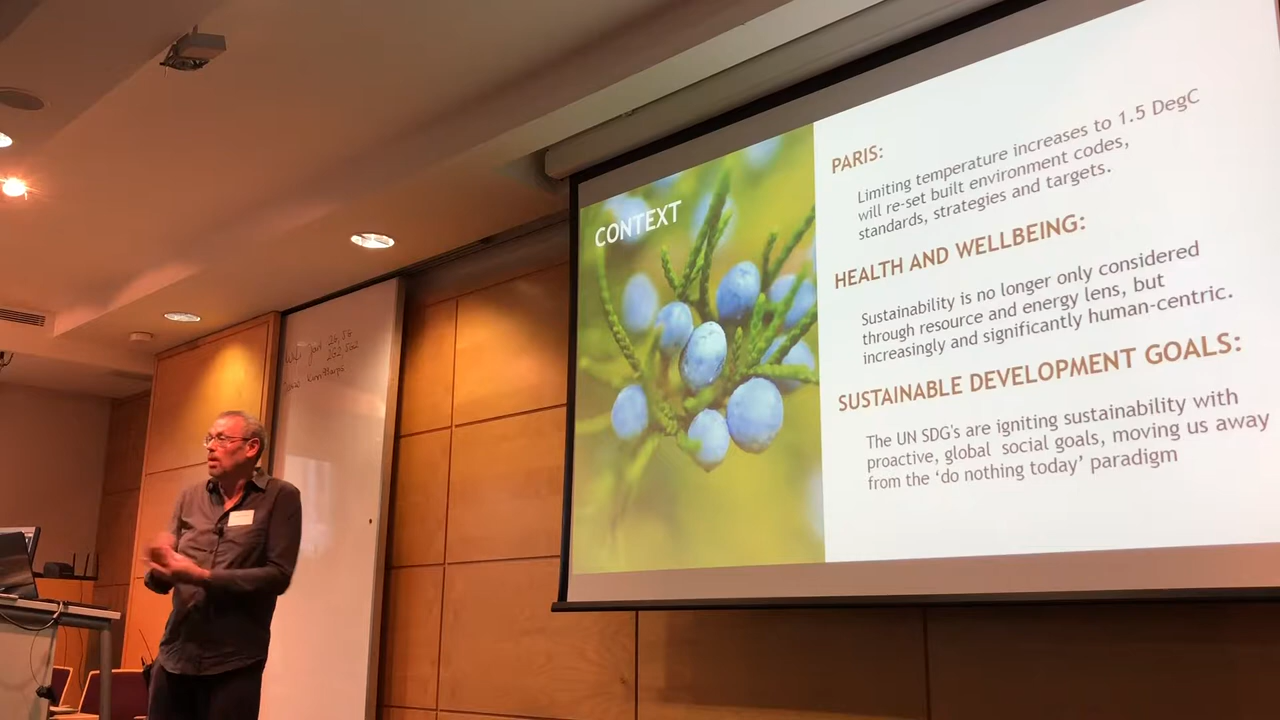 CONTEXT
PARIS:
Limiting temperature increases to 1.5 DegC
will re-set built environment codes,
standards, strategies and targets.
HEALTH AND WELLBEING:
Sustainability is no longer only considered
through resource and energy lens, but
increasingly and significantly human-centric.
SUSTAINABLE DEVELOPMENT GOALS:
The UN SDG's are igniting sustainability with
proactive, global social goals, moving us away
from the ‘do nothing today’ paradigm